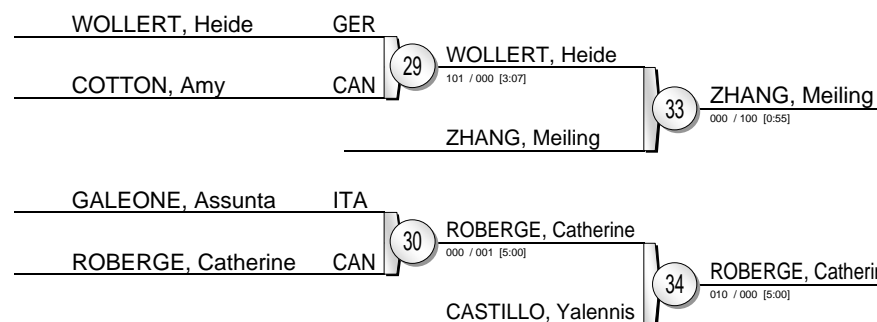 WOLLERT, Heide GER
COTTON, Amy CAN
29
WOLLERT, Heide
101 / 000 [3:07]
ZHANG, Meiling
33
ZHANG, Meiling
000 / 100 [0:55]
GALEONE, Assunta ITA
ROBERGE, Catherine CAN
30
ROBERGE, Catherine
000 / 001 [5:00]
CASTILLO, Yalennis
34
ROBERGE, Catheri
010 / 000 [5:00]